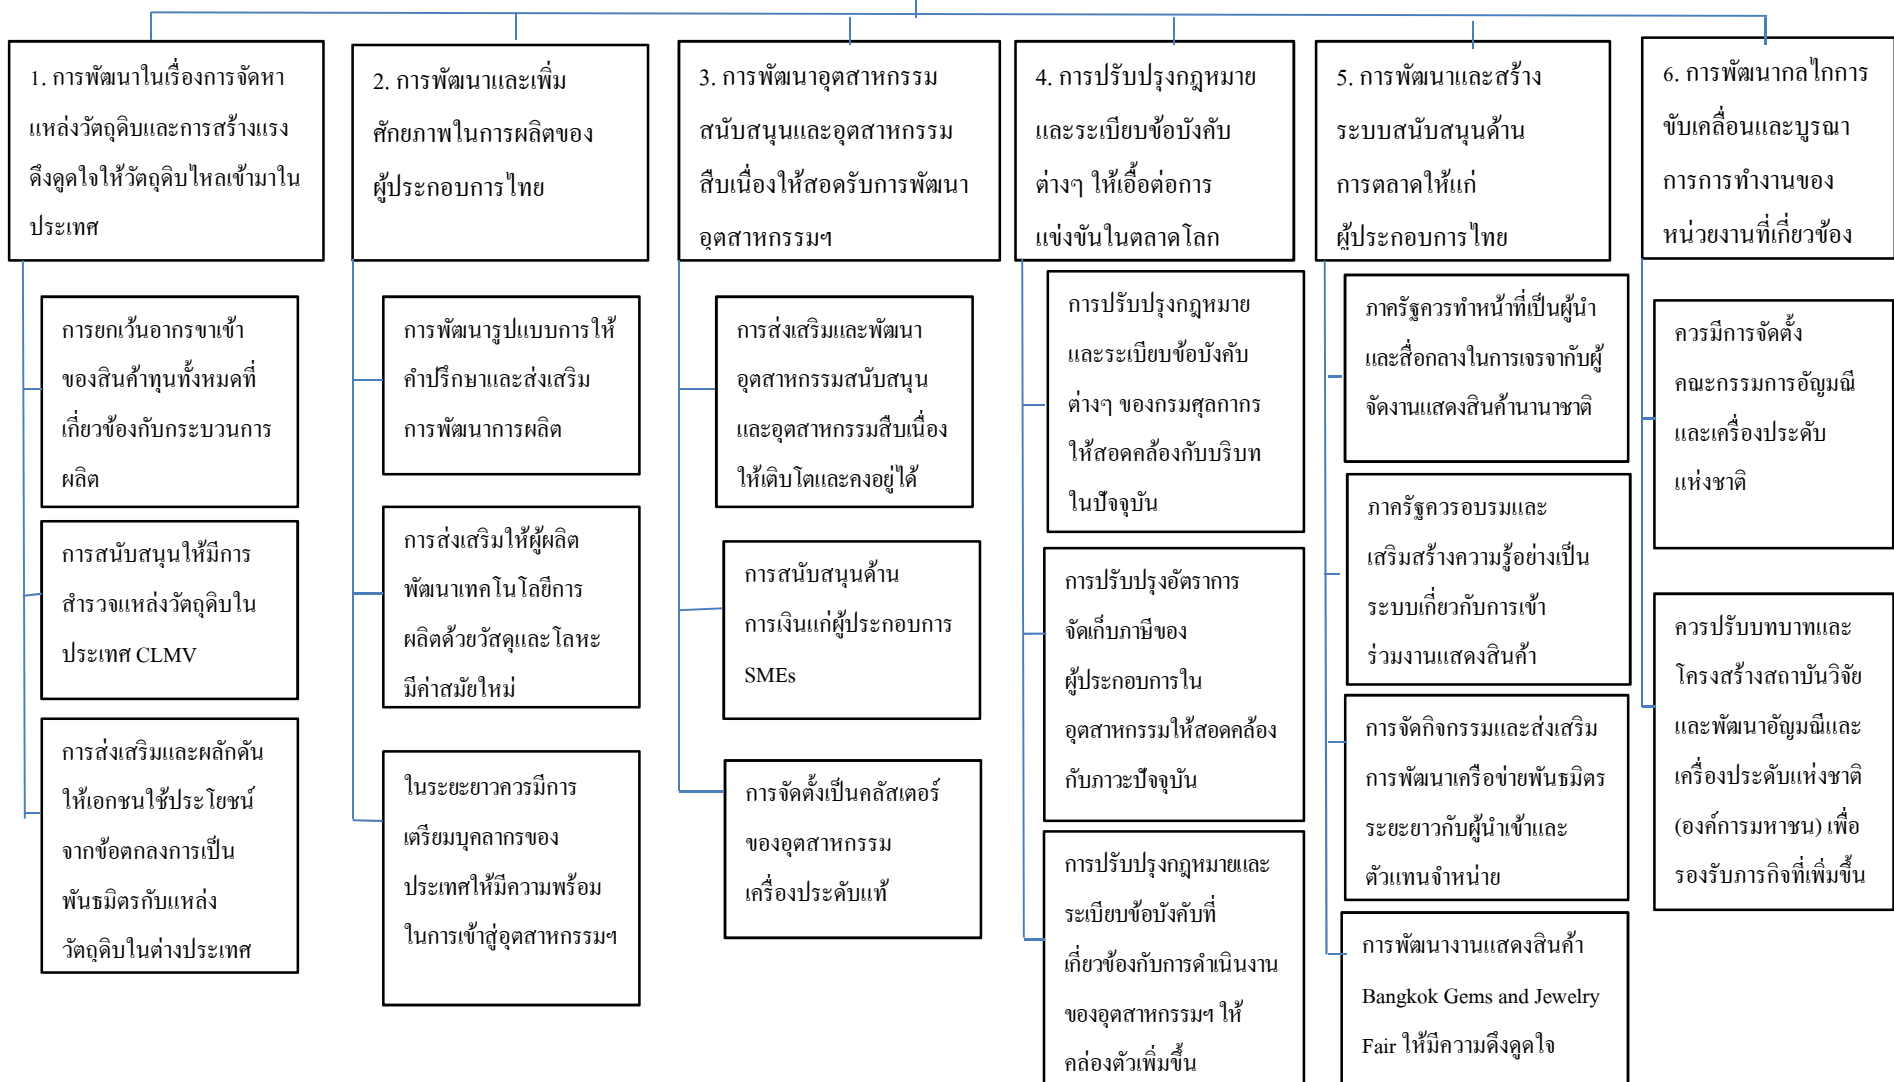 1. การพัฒนาในเรื่องการจัดหา
แหล่งวัตถุดิบและการสร้างแรง
ดึงดูดใจให้วัตถุดิบไหลเข้ามาใน
ประเทศ
การยกเว้นอากรขาเข้า
ของสินค้าทุนทั้งหมดที่
เกี่ยวข้องกับกระบวนการ
ผลิต
การสนับสนุนให้มีการ
สำรวจแหล่งวัตถุดิบใน
ประเทศ CLMV
การส่งเสริมและผลักดัน
ให้เอกชนใช้ประโยชน์
จากข้อตกลงการเป็น
พันธมิตรกับแหล่ง
วัตถุดิบในต่างประเทศ
2. การพัฒนาและเพิ่ม
ศักยภาพในการผลิตของ
ผู้ประกอบการไทย
การพัฒนารูปแบบการให้
คำปรึกษาและส่งเสริม
การพัฒนาการผลิต
การส่งเสริมให้ผู้ผลิต
พัฒนาเทคโนโลยีการ
ผลิตด้วยวัสดุและโลหะ
มีค่าสมัยใหม่
ในระยะยาวควรมีการ
เตรียมบุคลากรของ
ประเทศให้มีความพร้อม
ในการเข้าสู่อุตสาหกรรมฯ
3. การพัฒนาอุตสาหกรรม
สนับสนุนและอุตสาหกรรม
สืบเนื่องให้สอดรับการพัฒนา
อุตสาหกรรมฯ
การส่งเสริมและพัฒนา
อุตสาหกรรมสนับสนุน
และอุตสาหกรรมสืบเนื่อง
ให้เติบโตและคงอยู่ได้
การสนับสนุนด้าน
การเงินแก่ผู้ประกอบการ
SMEs
การจัดตั้งเป็นคลัสเตอร์
ของอุตสาหกรรม
เครื่องประดับแท้
4. การปรับปรุงกฎหมาย
และระเบียบข้อบังคับ
ต่างๆ ให้เอื้อต่อการ
แข่งขันในตลาดโลก
การปรับปรุงกฎหมาย
และระเบียบข้อบังคับ
ต่างๆ ของกรมศุลกากร
ให้สอดคล้องกับบริบท
ในปัจจุบัน
การปรับปรุงอัตราการ
จัดเก็บภาษีของ
ผู้ประกอบการใน
อุตสาหกรรมให้สอดคล้อง
กับภาวะปัจจุบัน
การปรับปรุงกฎหมายและ
ระเบียบข้อบังคับที่
เกี่ยวข้องกับการดำเนินงาน
ของอุตสาหกรรมฯ ให้
คล่องตัวเพิ่มขึ้น
5. การพัฒนาและสร้าง
ระบบสนับสนุนด้าน
การตลาดให้แก่
ผู้ประกอบการไทย
ภาครัฐควรทำหน้าที่เป็นผู้นำ
และสื่อกลางในการเจรจากับผู้
จัดงานแสดงสินค้านานาชาติ
ภาครัฐควรอบรมและ
เสริมสร้างความรู้อย่างเป็น
ระบบเกี่ยวกับการเข้า
ร่วมงานแสดงสินค้า
การจัดกิจกรรมและส่งเสริม
การพัฒนาเครือข่ายพันธมิตร
ระยะยาวกับผู้นำเข้าและ
ตัวแทนจำหน่าย
การพัฒนางานแสดงสินค้า
Bangkok Gems and Jewelry
Fair ให้มีความดึงดูดใจ
6. การพัฒนากลไกการ
ขับเคลื่อนและบูรณา
การการทำงานของ
หน่วยงานที่เกี่ยวข้อง
ควรมีการจัดตั้ง
คณะกรรมการอัญมณี
และเครื่องประดับ
แห่งชาติ
ควรปรับบทบาทและ
โครงสร้างสถาบันวิจัย
และพัฒนาอัญมณีและ
เครื่องประดับแห่งชาติ
(องค์การมหาชน) เพื่อ
รองรับภารกิจที่เพิ่มขึ้น